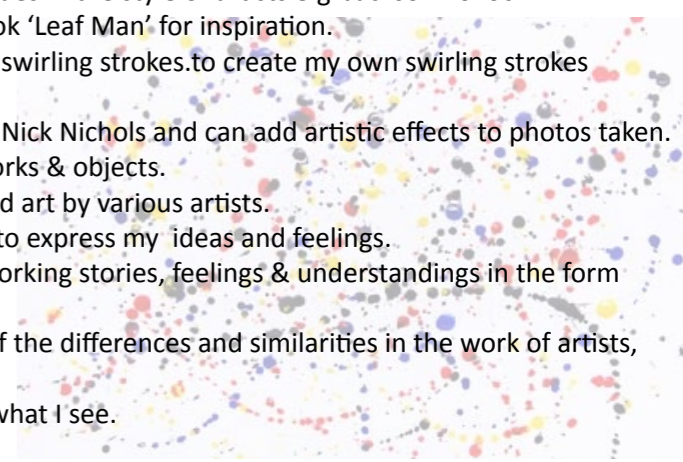 ok ‘Leaf Man’ for inspiration.
swirling strokes.to create my own swirling strokes
Nick Nichols and can add artistic effects to photos taken.
orks & objects.
d art by various artists.
to express my  ideas and feelings.
orking stories, feelings & understandings in the form
f the differences and similarities in the work of artists,
what I see.